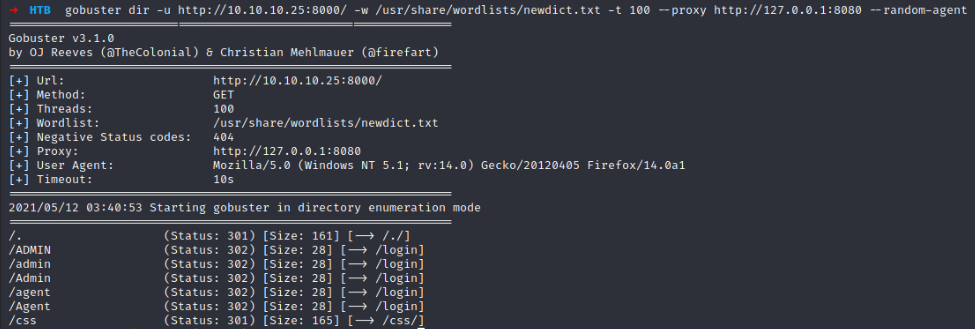 → HTB gobuster dir -u http://10.10.10.25:8000/ -w /usr/share/wordlists/newdict.txt -t 100 --proxy http://127.0.0.1:8080 --random-agent
===============================================================
Gobuster v3.1.0
by OJ Reeves (@TheColonial) & Christian Mehlmauer (@firefart)
===============================================================
[+] Url:                     http://10.10.10.25:8000/
[+] Method:                  GET
[+] Threads:                 100
[+] Wordlist:                /usr/share/wordlists/newdict.txt
[+] Negative Status codes:   404
[+] Proxy:                   http://127.0.0.1:8080
[+] User Agent:              Mozilla/5.0 (Windows NT 5.1; rv:14.0) Gecko/20120405 Firefox/14.0a1
[+] Timeout:                 10s
===============================================================
2021/05/12 03:40:53 Starting gobuster in directory enumeration mode
===============================================================
/.                    (Status: 301) [Size: 161] [--> /./]
/ADMIN                (Status: 302) [Size: 28] [--> /login]
/admin                (Status: 302) [Size: 28] [--> /login]
/Admin                (Status: 302) [Size: 28] [--> /login]
/agent                (Status: 302) [Size: 28] [--> /login]
/Agent                (Status: 302) [Size: 28] [--> /login]
/css                  (Status: 301) [Size: 165] [--> /css/]